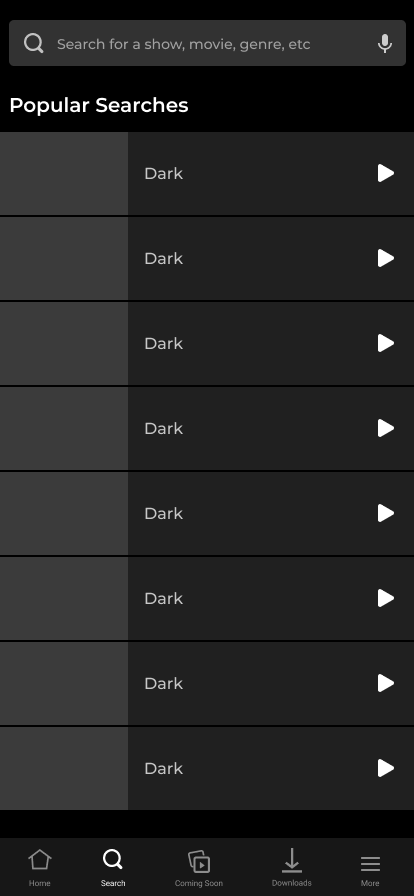 Search for a show, movie, genre, etc
Popular Searches
Dark
Dark
Dark
Dark
Dark
Dark
Dark
Dark
Home
Search
Coming Soon
Downloads
More